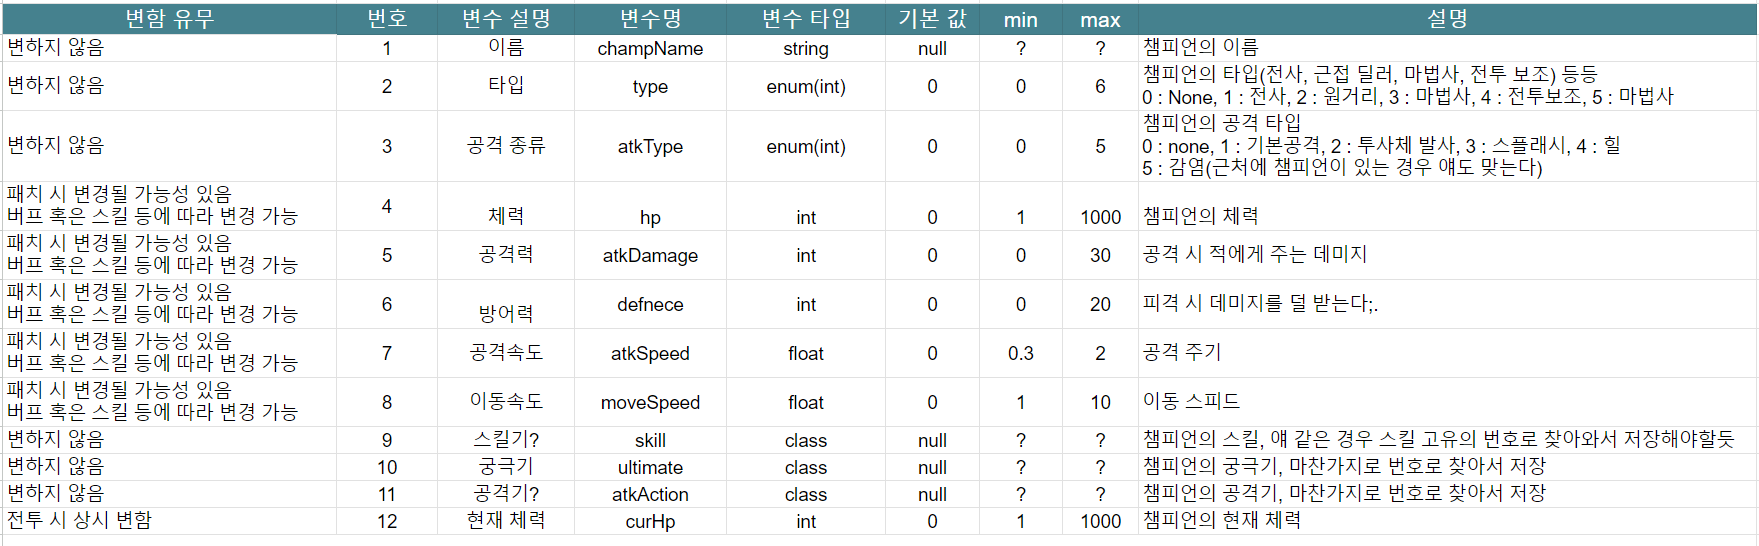 변함 유무 번호 변수 설명 변수명 변수 타입 기본 값 min max 설명
변하지 않음 1 이름 champName string null ? ? 챔피언의 이름
변하지 않음 2 타입 type enum(int) 0 0 6 챔피언의 타입(전사, 근접 딜러, 마법사, 전투 보조) 등등
0 : None, 1 : 전사, 2 : 원거리, 3 : 마법사, 4 : 전투보조, 5 : 마법사
변하지 않음 3 공격 종류 atkType enum(int) 0 0 5 챔피언의 공격 타입
0 : none, 1 : 기본공격, 2 : 투사체 발사, 3 : 스플래시, 4 : 힐
5 : 감염(근처에 챔피언이 있는 경우 얘도 맞는다)
패치 시 변경될 가능성 있음
버프 혹은 스킬 등에 따라 변경 가능 4 체력 hp int 0 1 1000 챔피언의 체력
패치 시 변경될 가능성 있음
버프 혹은 스킬 등에 따라 변경 가능 5 공격력 atkDamage int 0 0 30 공격 시 적에게 주는 데미지
패치 시 변경될 가능성 있음
버프 혹은 스킬 등에 따라 변경 가능 6 방어력 defnece int 0 0 20 피격 시 데미지를 덜 받는다;.
패치 시 변경될 가능성 있음
버프 혹은 스킬 등에 따라 변경 가능 7 공격속도 atkSpeed float 0 0.3 2 공격 주기
패치 시 변경될 가능성 있음
버프 혹은 스킬 등에 따라 변경 가능 8 이동속도 moveSpeed float 0 1 10 이동 스피드
변하지 않음 9 스킬기? skill class null ? ? 챔피언의 스킬, 얘 같은 경우 스킬 고유의 번호로 찾아와서 저장해야할듯
변하지 않음 10 궁극기 ultimate class null ? ? 챔피언의 궁극기, 마찬가지로 번호로 찾아서 저장
변하지 않음 11 공격기? atkAction class null ? ? 챔피언의 공격기, 마찬가지로 번호로 찾아서 저장
전투 시 상시 변함 12 현재 체력 curHp int 0 1 1000 챔피언의 현재 체력